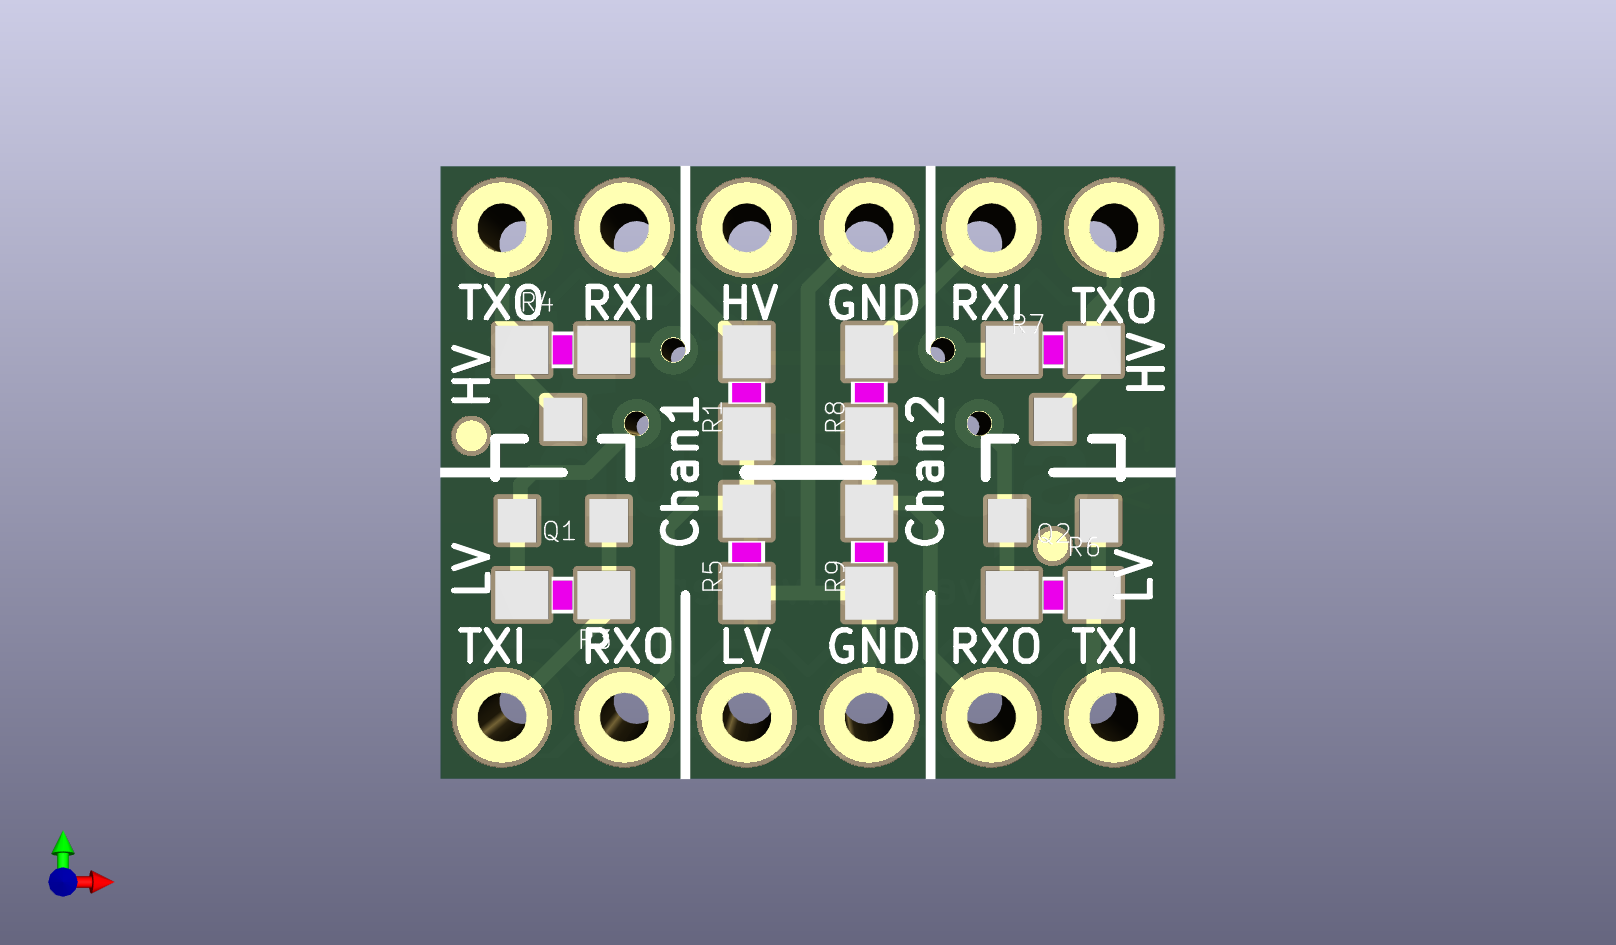 TXO RXI HV GND RXI TXO
R4 R7
HV HV
R1 R8
Chan1 Chan2
Q1 Q2 R6
LV LV
R5 R9
TXI RXO LV GND RXO TXI